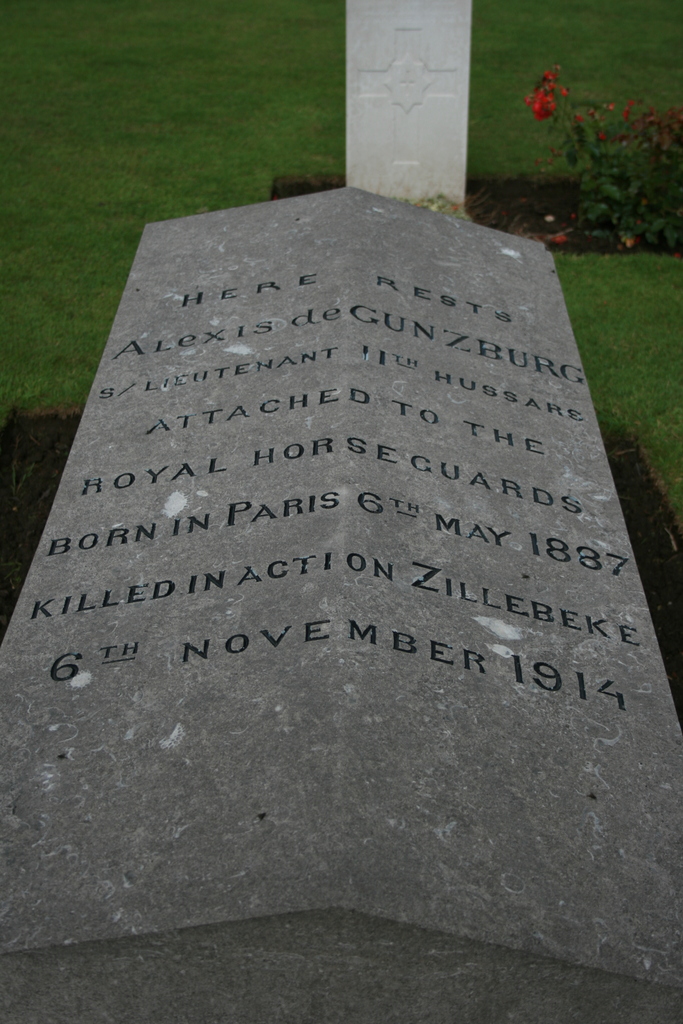 HERE RESTS
ALEXIS de GUNZBURG
S/LIEUTENANT 11TH HUSSARS
ATTACHED TO THE
ROYAL HORSEGUARDS
BORN IN PARIS 6TH MAY 1887
KILLED IN ACTION ZILLEBEKE
6TH NOVEMBER 1914